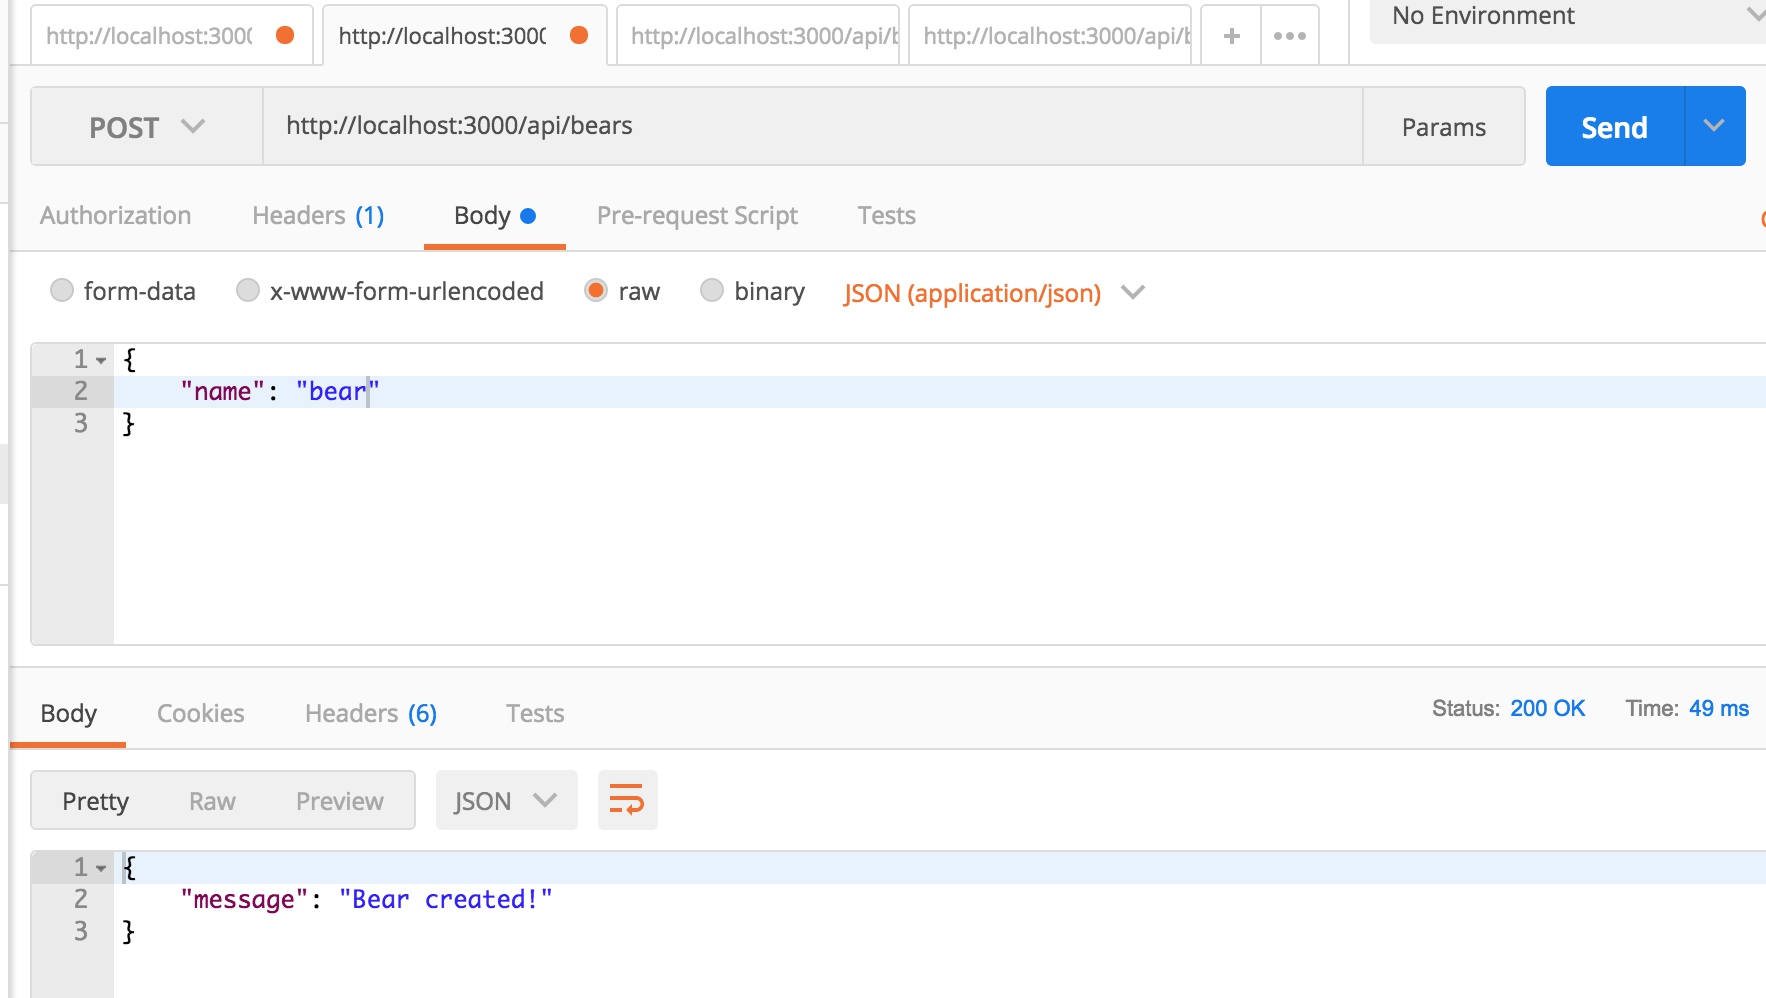 http://localhost:3000 http://localhost:3000 http://localhost:3000/api/b http://localhost:3000/api/b + ••• No Environment
POST http://localhost:3000/api/bears Params Send
Authorization Headers (1) Body Pre-request Script Tests
form-data x-www-form-urlencoded raw binary JSON (application/json)
1 {
2 "name": "bear"
3 }
Body Cookies Headers (6) Tests Status: 200 OK Time: 49 ms
Pretty Raw Preview JSON
1 {
2 "message": "Bear created!"
3 }